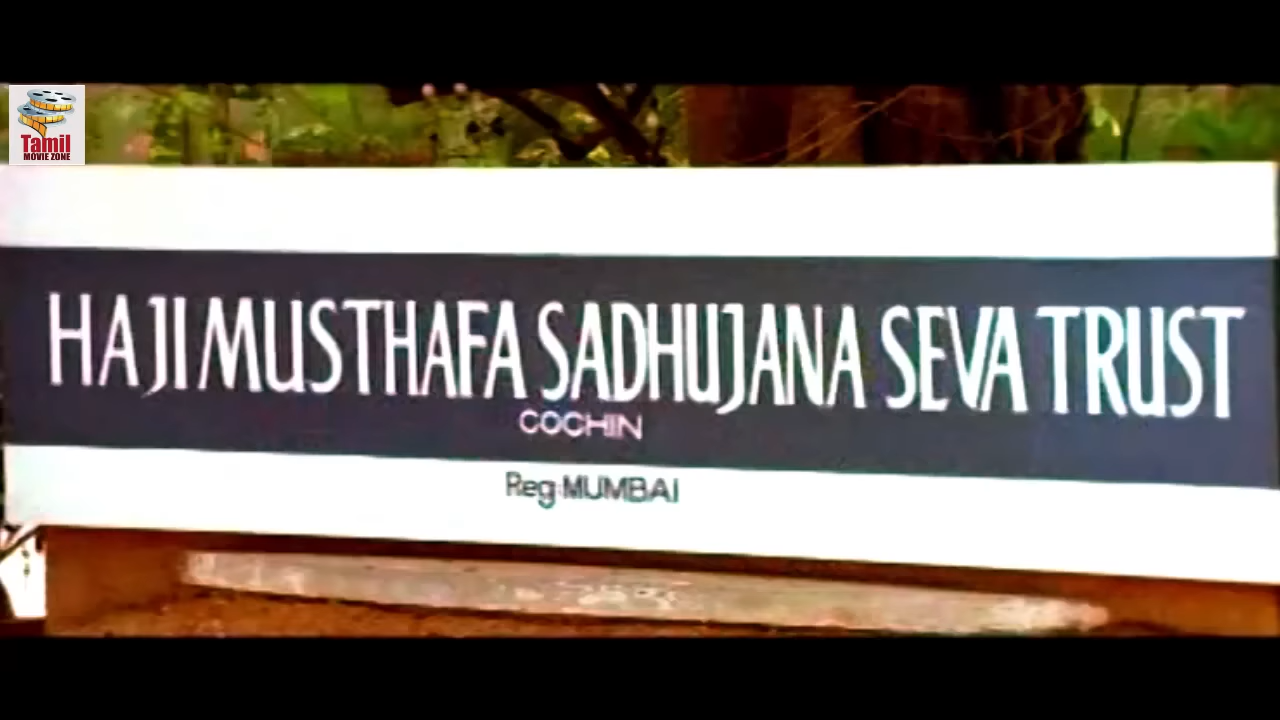 Tamil
MOVIE ZONE
HAJI MUSTHAFA SADHUJANA SEVA TRUST
COCHIN
Reg:MUMBAI